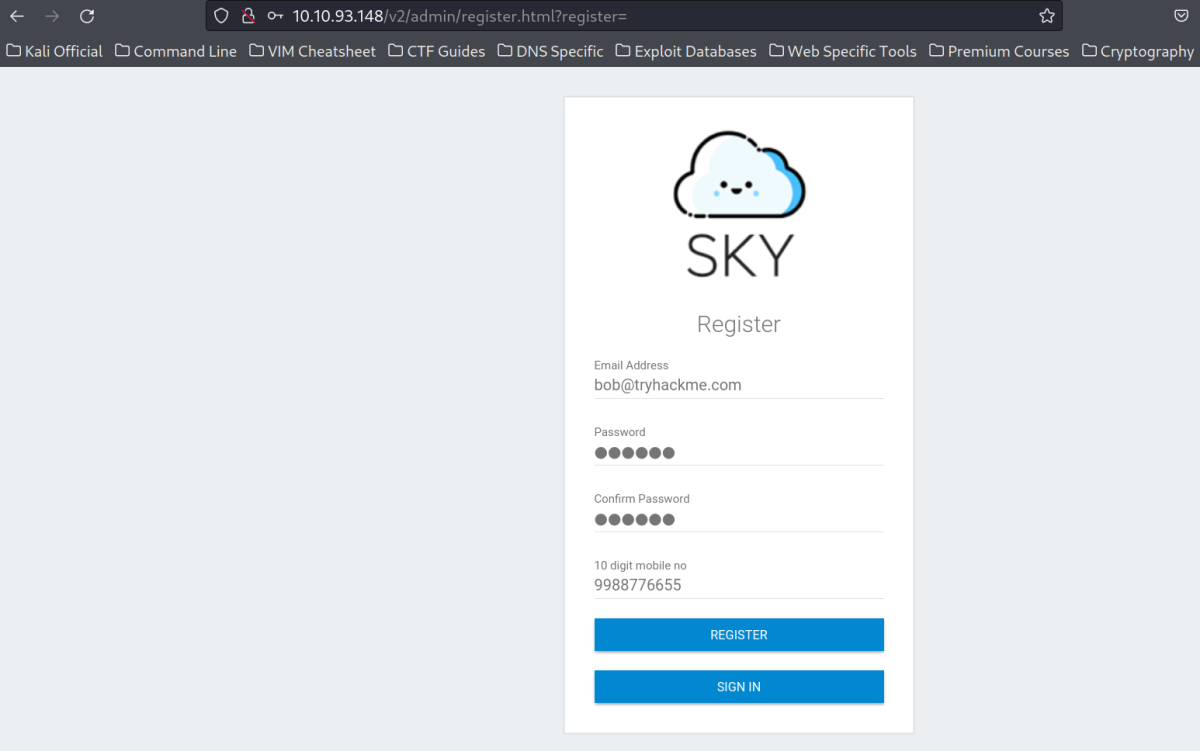 10.10.93.148/v2/admin/register.html?register=
Kali Official Command Line VIM Cheatsheet CTF Guides DNS Specific Exploit Databases Web Specific Tools Premium Courses Cryptography
SKY
Register
Email Address
bob@tryhackme.com
Password
●●●●●●
Confirm Password
●●●●●●
10 digit mobile no
9988776655
REGISTER
SIGN IN